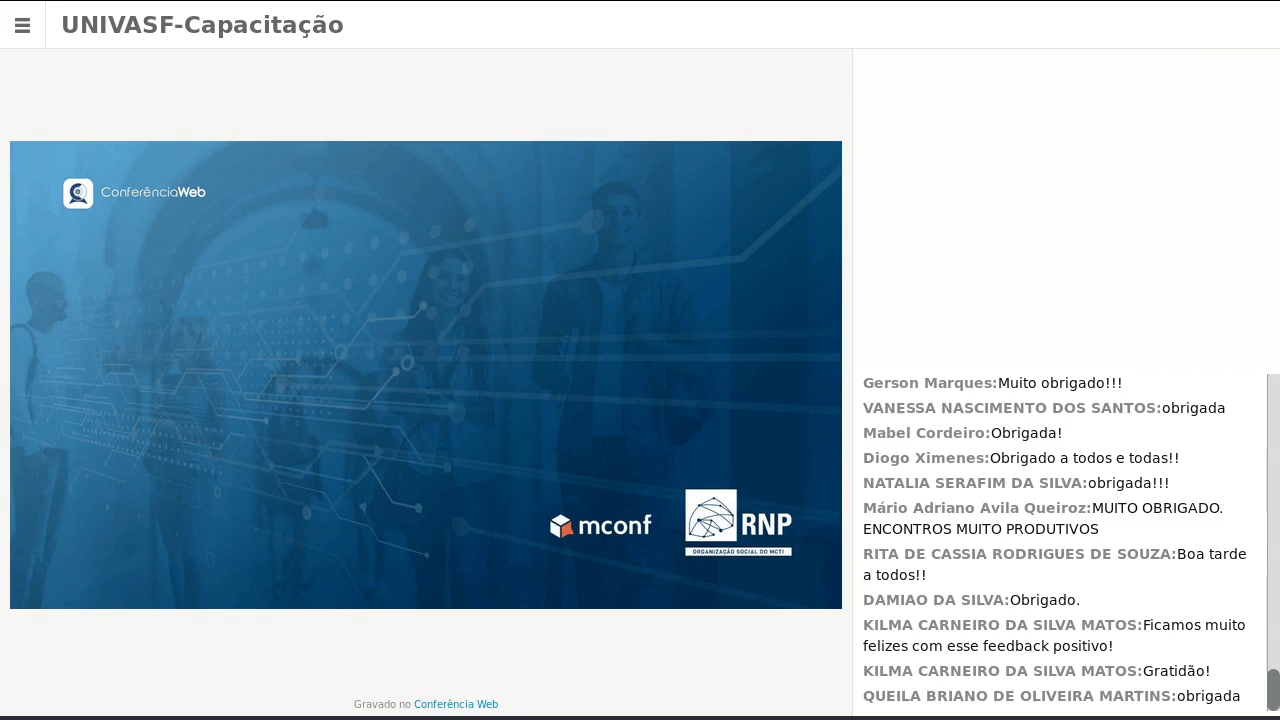 UNIVASF-Capacitação
ConferênciaWeb
mconf
RNP
ORGANIZAÇÃO SOCIAL DO MCTI
Gravado no Conferência Web
Gerson Marques:Muito obrigado!!!
VANESSA NASCIMENTO DOS SANTOS:obrigada
Mabel Cordeiro:Obrigada!
Diogo Ximenes:Obrigado a todos e todas!!
NATALIA SERAFIM DA SILVA:obrigada!!!
Mário Adriano Avila Queiroz:MUITO OBRIGADO.
ENCONTROS MUITO PRODUTIVOS
RITA DE CASSIA RODRIGUES DE SOUZA:Boa tarde
a todos!!
DAMIAO DA SILVA:Obrigado.
KILMA CARNEIRO DA SILVA MATOS:Ficamos muito
felizes com esse feedback positivo!
KILMA CARNEIRO DA SILVA MATOS:Gratidão!
QUEILA BRIANO DE OLIVEIRA MARTINS:obrigada